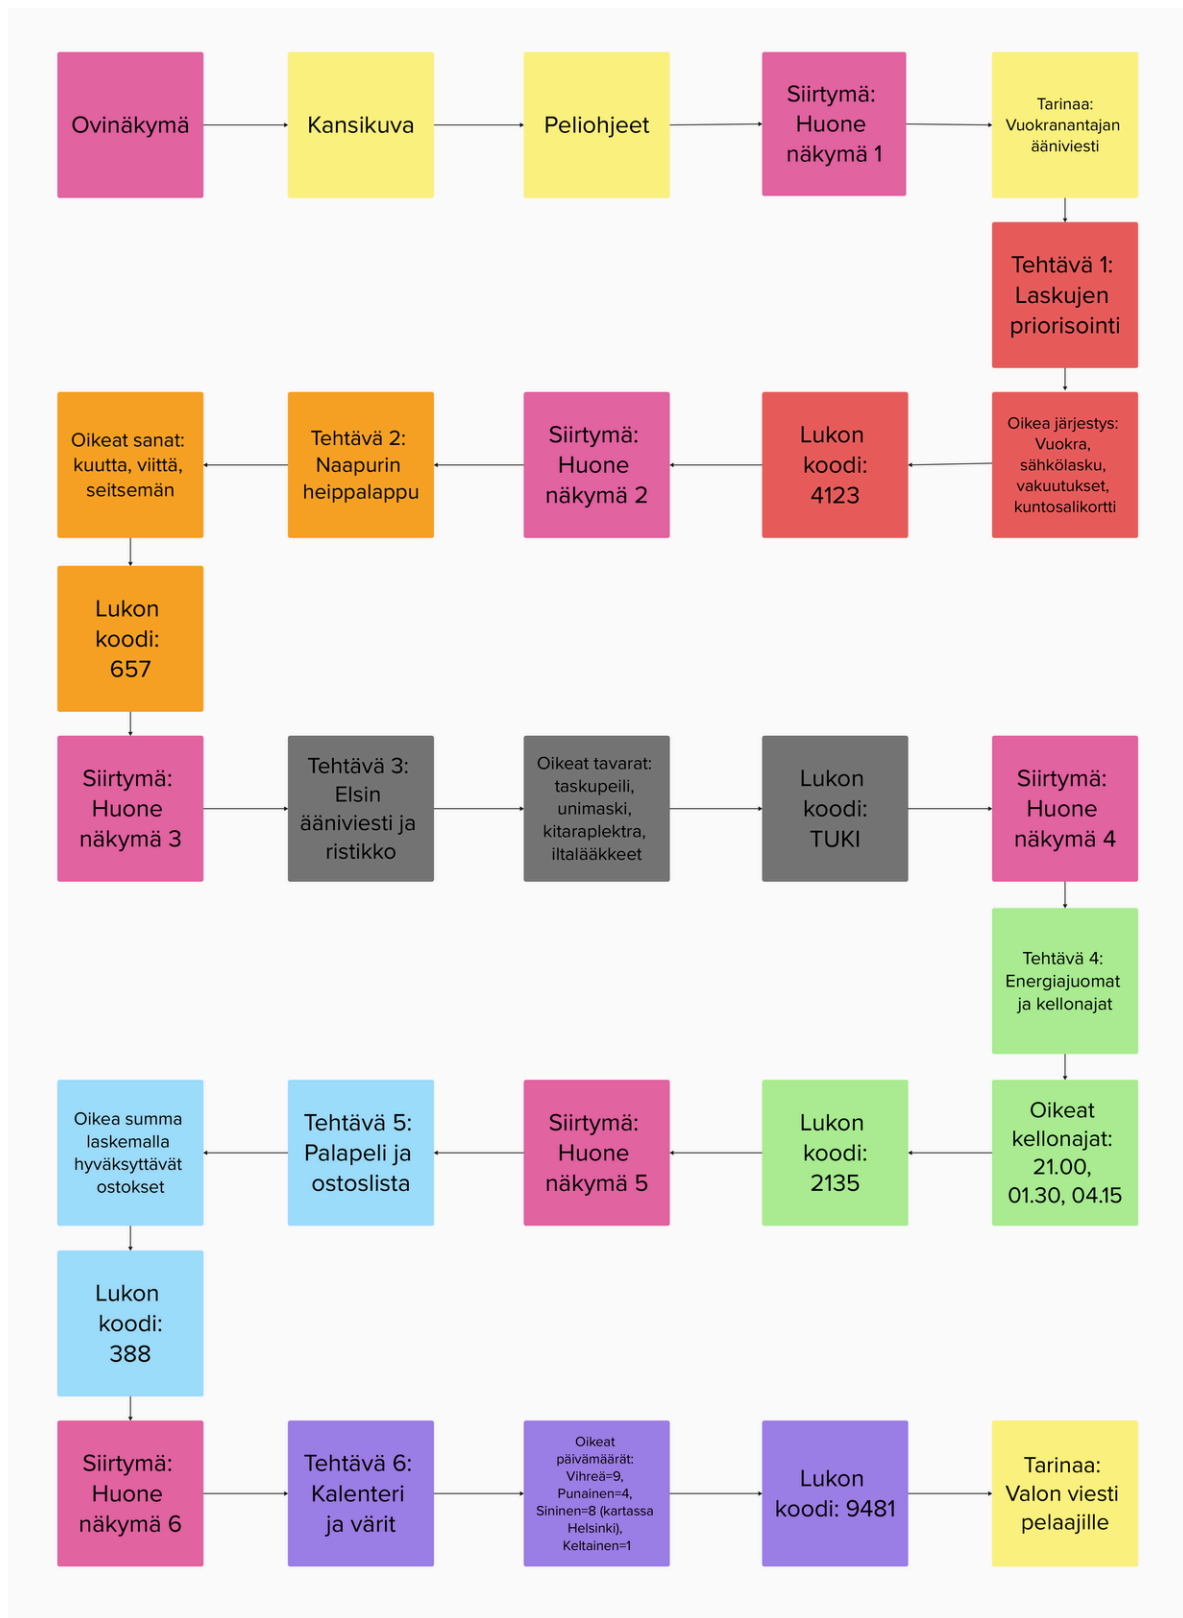 Ovinäkymä
Kansikuva
Peliohjeet
Siirtymä:
Huone
näkymä 1
Tarinaa:
Vuokranantajan
ääniviesti
Tehtävä 1:
Laskujen
priorisointi
Oikea järjestys:
Vuokra,
sähkölasku,
vakuutukset,
kuntosalikortti
Lukon
koodi:
4123
Siirtymä:
Huone
näkymä 2
Tehtävä 2:
Naapurin
heippalappu
Oikeat sanat:
kuutta, viittä,
seitsemän
Lukon
koodi:
657
Siirtymä:
Huone
näkymä 3
Tehtävä 3:
Elsin
ääniviesti ja
ristikko
Oikeat tavarat:
taskupeili,
unimaski,
kitaraplektra,
iltalääkkeet
Lukon
koodi:
TUKI
Siirtymä:
Huone
näkymä 4
Tehtävä 4:
Energiajuomat
ja kellonajat
Oikeat
kellonajat:
21.00,
01.30, 04.15
Lukon
koodi:
2135
Siirtymä:
Huone
näkymä 5
Tehtävä 5:
Palapeli ja
ostoslista
Oikea summa
laskemalla
hyväksyttävät
ostokset
Lukon
koodi:
388
Siirtymä:
Huone
näkymä 6
Tehtävä 6:
Kalenteri
ja värit
Oikeat
päivämäärät:
Vihreä=9,
Punainen=4,
Sininen=8 (kartassa
Helsinki),
Keltainen=1
Lukon
koodi: 9481
Tarinaa:
Valon viesti
pelaajille